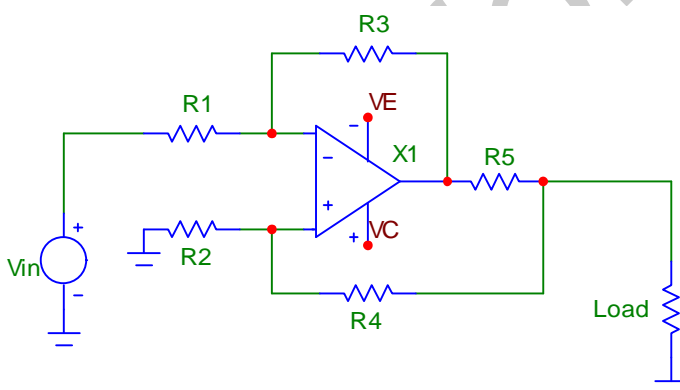 R3
R1
VE
−
X1
−
R5
+
+
VC
+
R2
Vin
−
R4
Load